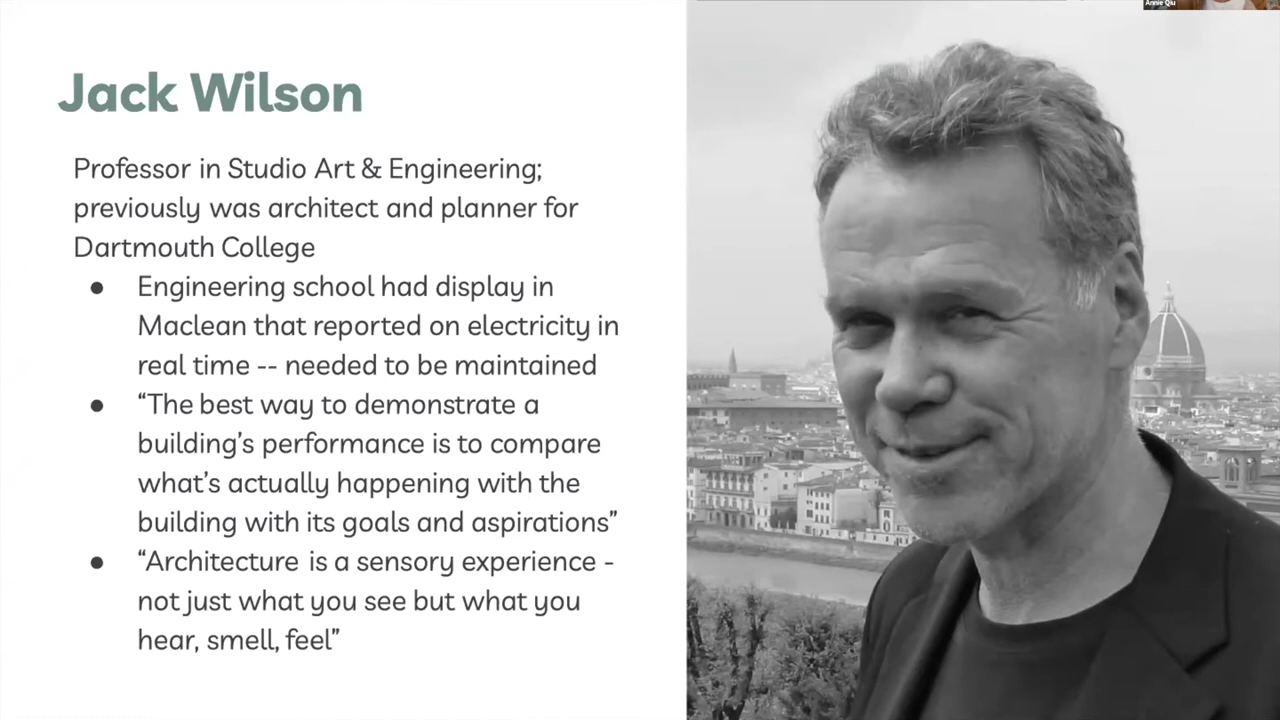 Annie Qiu
Jack Wilson
Professor in Studio Art & Engineering;
previously was architect and planner for
Dartmouth College
● Engineering school had display in
Maclean that reported on electricity in
real time -- needed to be maintained
● “The best way to demonstrate a
building’s performance is to compare
what’s actually happening with the
building with its goals and aspirations”
● “Architecture is a sensory experience -
not just what you see but what you
hear, smell, feel”